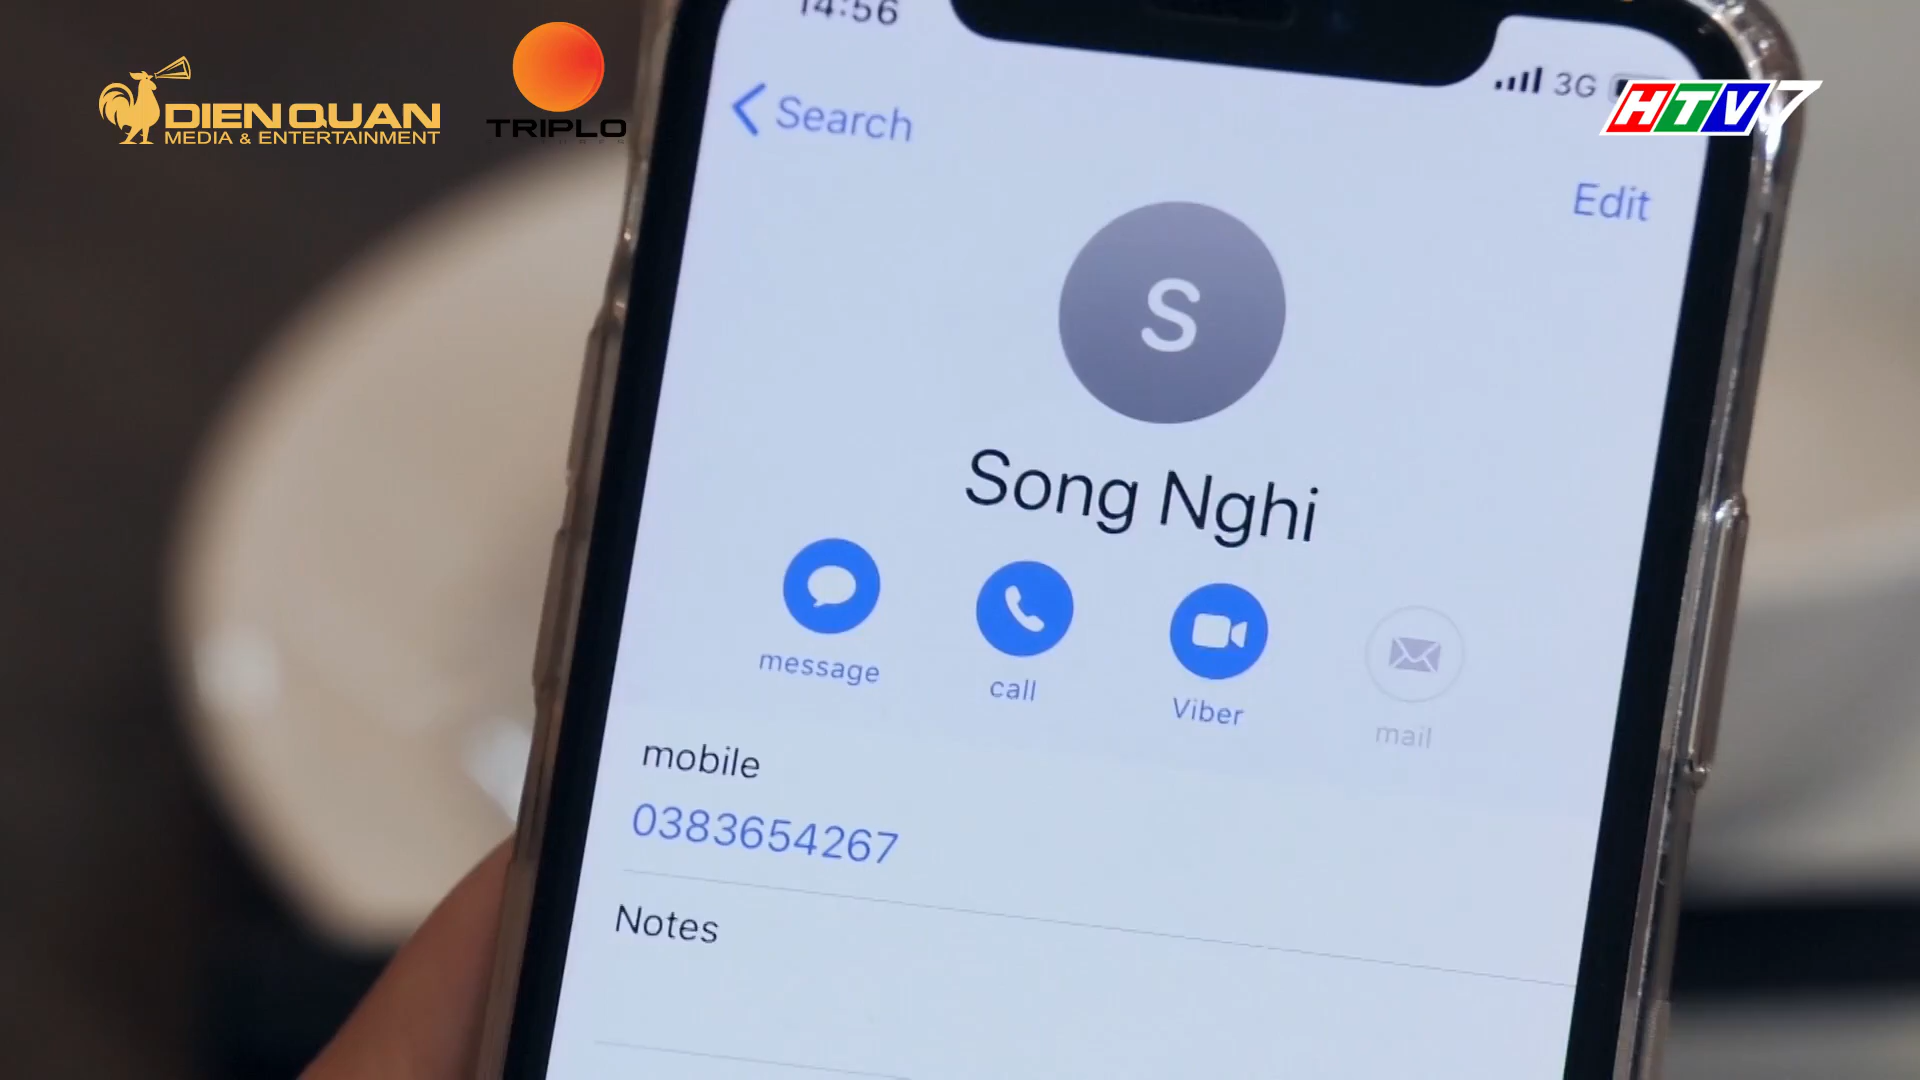 14:56
3G
DIEN QUAN
MEDIA & ENTERTAINMENT
TRIPLO
HTV7
Search
Edit
S
Song Nghi
message
call
Viber
mail
mobile
0383654267
Notes